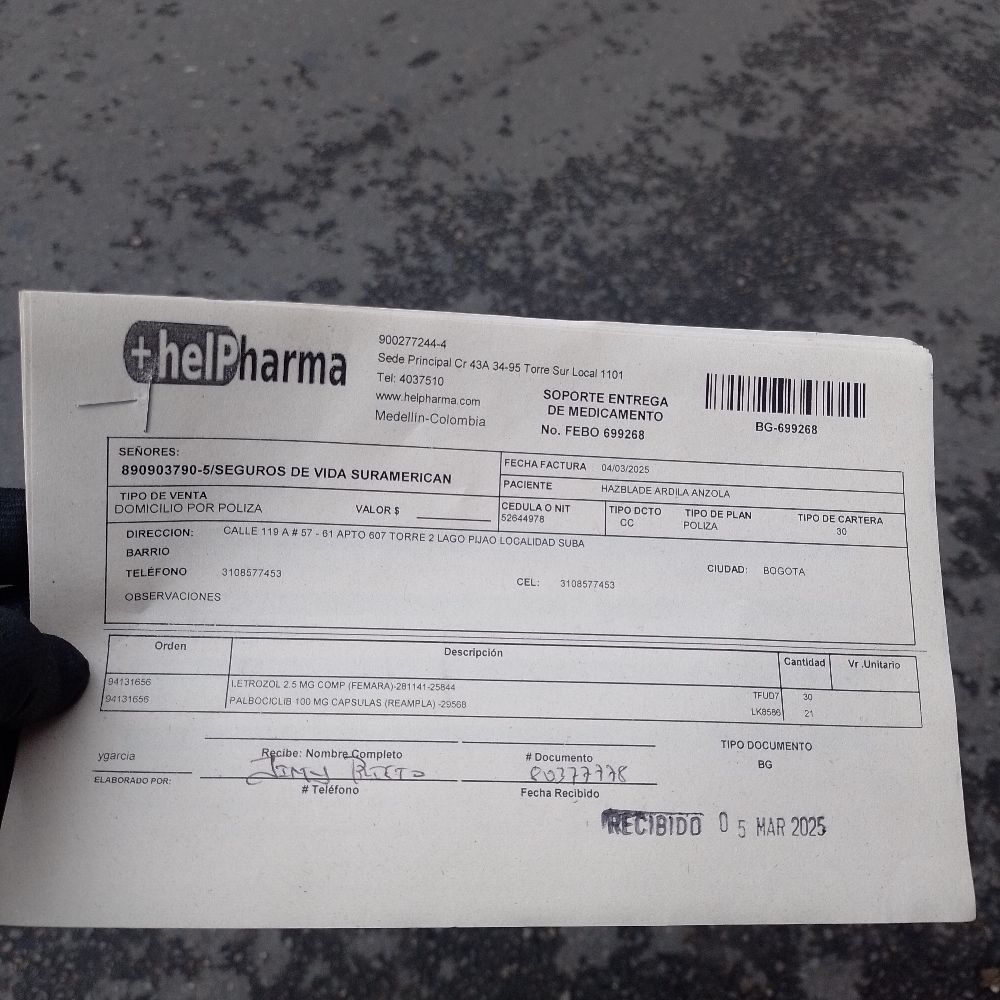 +helPharma
900277244-4
Sede Principal Cr 43A 34-95 Torre Sur Local 1101
Tel: 4037510
www.helpharma.com
Medellín-Colombia
SOPORTE ENTREGA
DE MEDICAMENTO
No. FEBO 699268
BG-699268
SEÑORES:
890903790-5/SEGUROS DE VIDA SURAMERICAN
FECHA FACTURA 04/03/2025
PACIENTE HAZBLADE ARDILA ANZOLA
TIPO DE VENTA
DOMICILIO POR POLIZA
VALOR $
CEDULA O NIT
52644978
TIPO DCTO
CC
TIPO DE PLAN
POLIZA
TIPO DE CARTERA
30
DIRECCION: CALLE 119 A # 57 - 61 APTO 607 TORRE 2 LAGO PIJAO LOCALIDAD SUBA
BARRIO
TELÉFONO 3108577453
CEL: 3108577453
CIUDAD: BOGOTA
OBSERVACIONES
Orden Descripción Cantidad Vr.Unitario
94131656 LETROZOL 2.5 MG COMP (FEMARA)-281141-25844 TFUD7 30
94131656 PALBOCICLIB 100 MG CAPSULAS (REAMPLA) -29568 LK8586 21
ygarcia
ELABORADO POR:
Recibe: Nombre Completo
# Documento
Jimy Prieto
80377778
# Teléfono
Fecha Recibido
TIPO DOCUMENTO
BG
RECIBIDO 05 MAR 2025